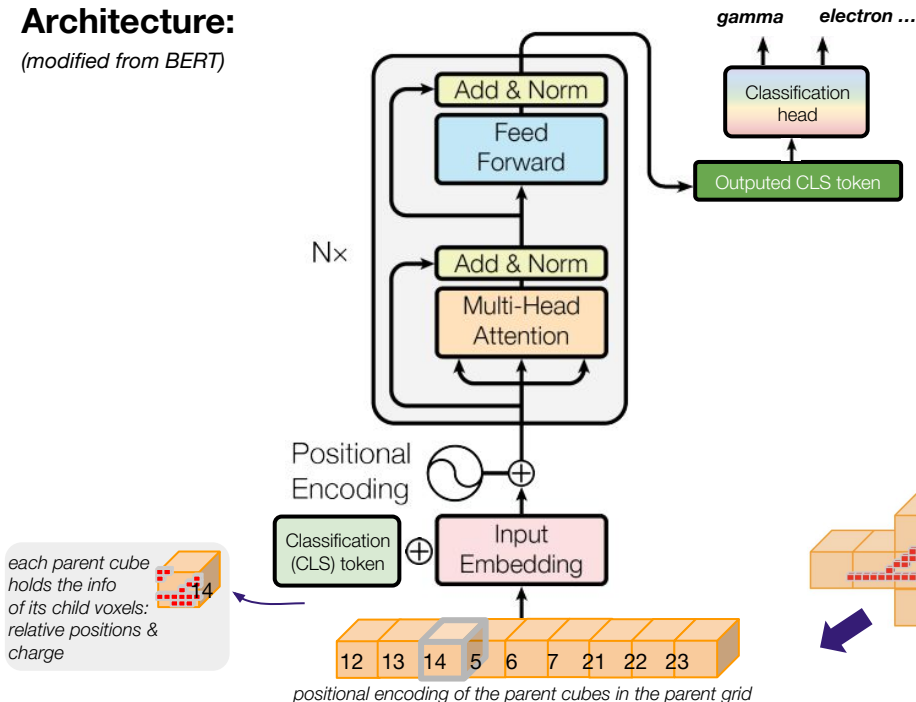 Architecture:
(modified from BERT)
gamma electron ...
Classification
head
Outputed CLS token
Add & Norm
Feed
Forward
N×
Add & Norm
Multi-Head
Attention
Positional
Encoding
Classification
(CLS) token
Input
Embedding
each parent cube
holds the info
of its child voxels:
relative positions &
charge
14
12 13 14 5 6 7 21 22 23
positional encoding of the parent cubes in the parent grid